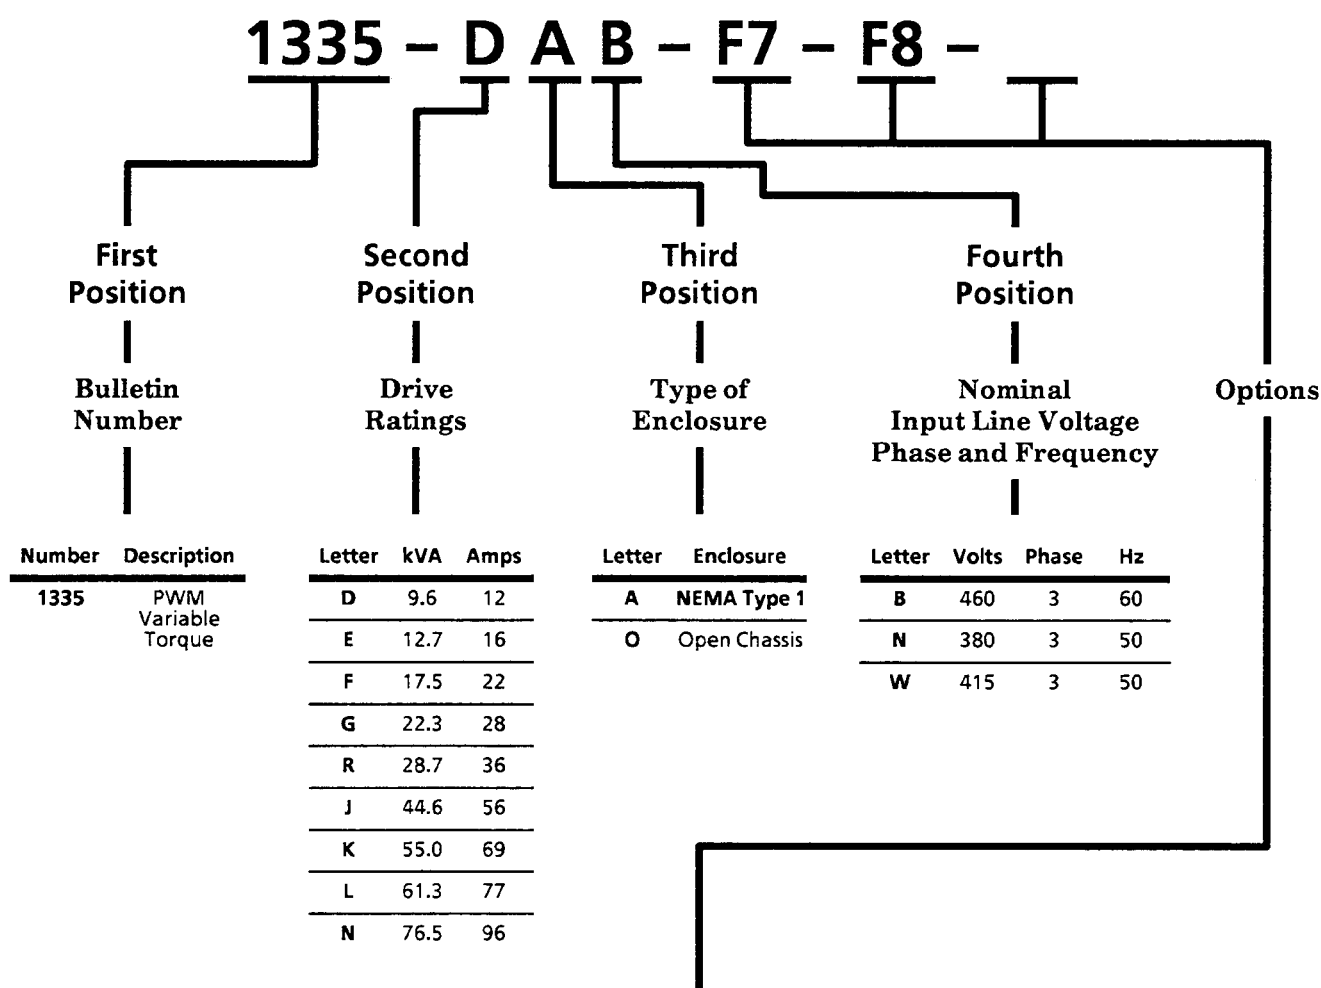 1335 – D A B – F7 – F8 –
First Position
Second Position
Third Position
Fourth Position
Bulletin Number
Drive Ratings
Type of Enclosure
Nominal Input Line Voltage Phase and Frequency
Options
Number Description
1335 PWM Variable Torque
Letter kVA Amps
D 9.6 12
E 12.7 16
F 17.5 22
G 22.3 28
R 28.7 36
J 44.6 56
K 55.0 69
L 61.3 77
N 76.5 96
Letter Enclosure
A NEMA Type 1
O Open Chassis
Letter Volts Phase Hz
B 460 3 60
N 380 3 50
W 415 3 50